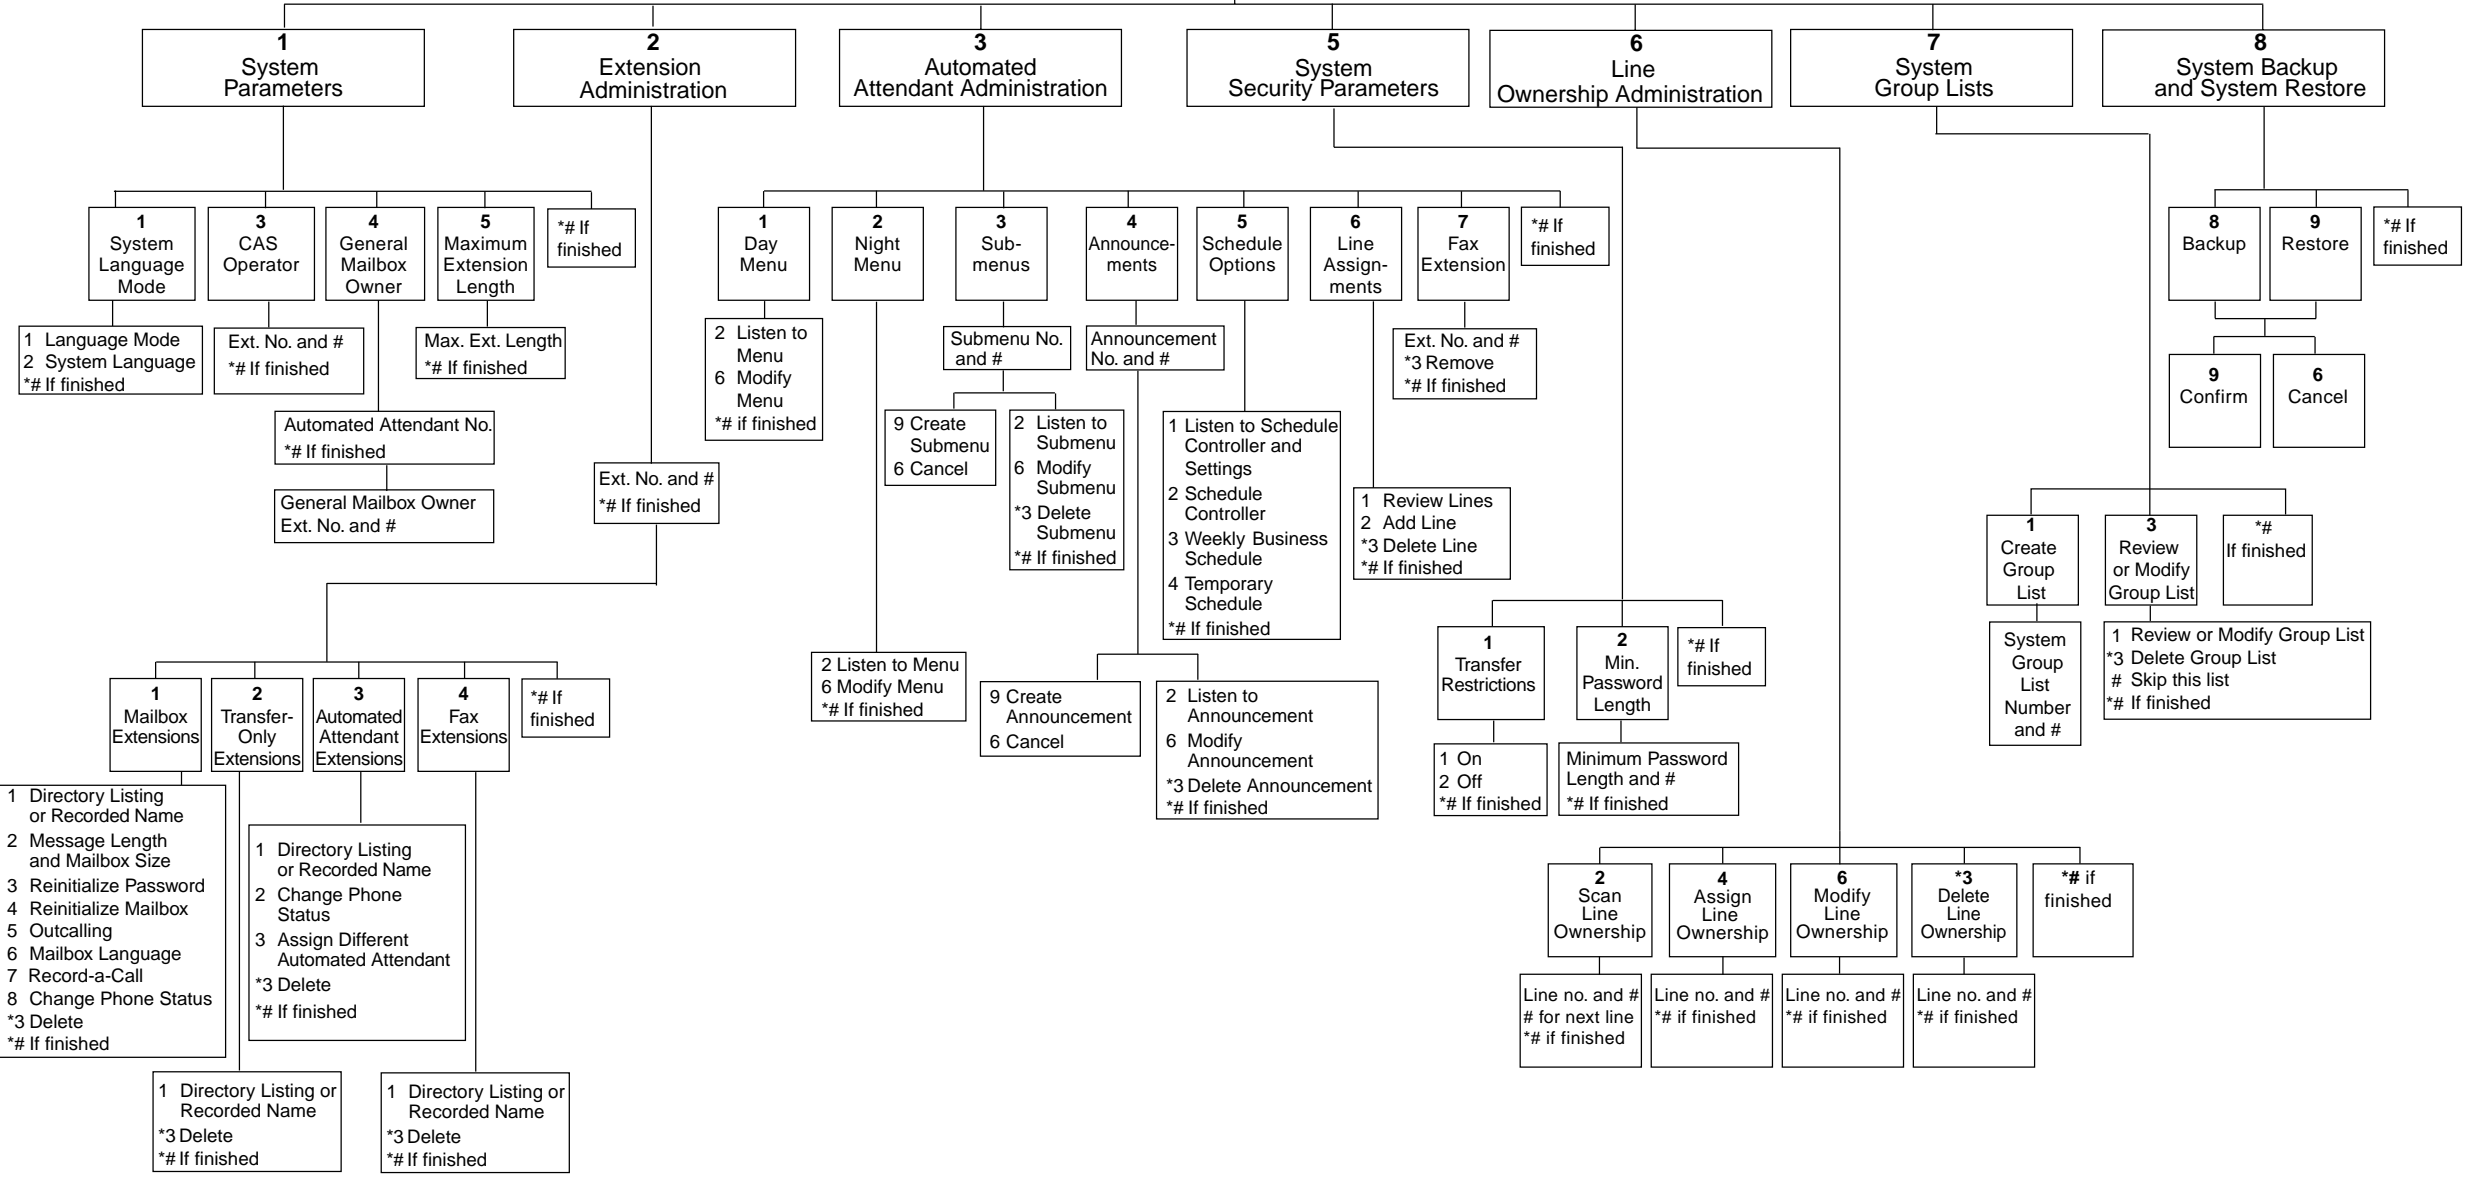 1
System
Parameters
2
Extension
Administration
3
Automated
Attendant Administration
5
System
Security Parameters
6
Line
Ownership Administration
7
System
Group Lists
8
System Backup
and System Restore
1
System
Language
Mode
3
CAS
Operator
4
General
Mailbox
Owner
5
Maximum
Extension
Length
*# If
finished
1 Language Mode
2 System Language
*# If finished
Ext. No. and #
*# If finished
Max. Ext. Length
*# If finished
Automated Attendant No.
*# If finished
General Mailbox Owner
Ext. No. and #
Ext. No. and #
*# If finished
1
Mailbox
Extensions
2
Transfer-
Only
Extensions
3
Automated
Attendant
Extensions
4
Fax
Extensions
*# If
finished
1 Directory Listing
or Recorded Name
2 Message Length
and Mailbox Size
3 Reinitialize Password
4 Reinitialize Mailbox
5 Outcalling
6 Mailbox Language
7 Record-a-Call
8 Change Phone Status
*3 Delete
*# If finished
1 Directory Listing
or Recorded Name
2 Change Phone
Status
3 Assign Different
Automated Attendant
*3 Delete
*# If finished
1 Directory Listing or
Recorded Name
*3 Delete
*# If finished
1 Directory Listing or
Recorded Name
*3 Delete
*# If finished
1
Day
Menu
2
Night
Menu
3
Sub-
menus
4
Announce-
ments
5
Schedule
Options
6
Line
Assign-
ments
7
Fax
Extension
*# If
finished
2 Listen to
Menu
6 Modify
Menu
*# if finished
Submenu No.
and #
Announcement
No. and #
Ext. No. and #
*3 Remove
*# If finished
9 Create
Submenu
6 Cancel
2 Listen to
Submenu
6 Modify
Submenu
*3 Delete
Submenu
*# If finished
1 Listen to Schedule
Controller and
Settings
2 Schedule
Controller
3 Weekly Business
Schedule
4 Temporary
Schedule
*# If finished
1 Review Lines
2 Add Line
*3 Delete Line
*# If finished
2 Listen to Menu
6 Modify Menu
*# If finished
9 Create
Announcement
6 Cancel
2 Listen to
Announcement
6 Modify
Announcement
*3 Delete Announcement
*# If finished
1
Transfer
Restrictions
2
Min.
Password
Length
*# If
finished
1 On
2 Off
*# If finished
Minimum Password
Length and #
*# If finished
2
Scan
Line
Ownership
4
Assign
Line
Ownership
6
Modify
Line
Ownership
*3
Delete
Line
Ownership
*# if
finished
Line no. and #
# for next line
*# if finished
Line no. and #
*# if finished
Line no. and #
*# if finished
Line no. and #
*# if finished
1
Create
Group
List
3
Review
or Modify
Group List
*#
If finished
System
Group
List
Number
and #
1 Review or Modify Group List
*3 Delete Group List
# Skip this list
*# If finished
8
Backup
9
Restore
*# If
finished
9
Confirm
6
Cancel